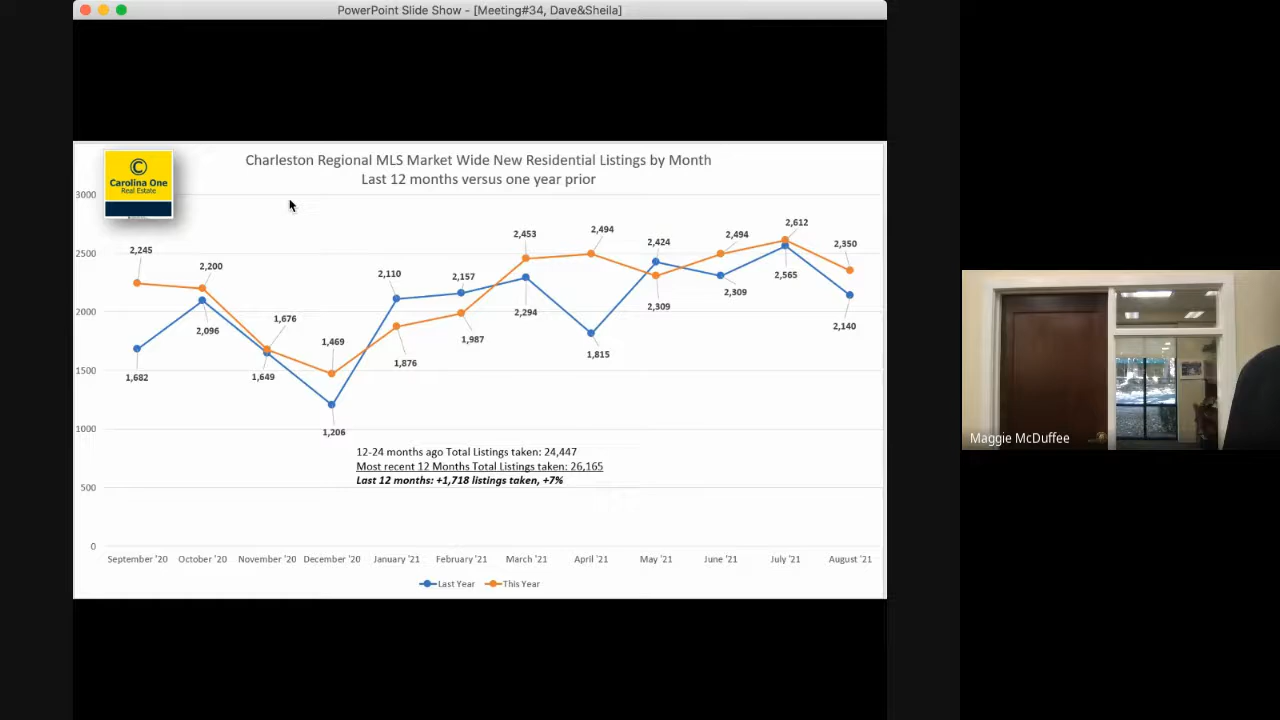 PowerPoint Slide Show - [Meeting#34, Dave&Sheila]
Carolina One
Real Estate
Charleston Regional MLS Market Wide New Residential Listings by Month
Last 12 months versus one year prior
3000
2500
2000
1500
1000
500
0
2,245
2,200
1,676
1,469
2,110
2,157
2,453
2,494
2,424
2,494
2,612
2,350
1,682
2,096
1,649
1,206
1,876
1,987
2,294
1,815
2,309
2,309
2,565
2,140
12-24 months ago Total Listings taken: 24,447
Most recent 12 Months Total Listings taken: 26,165
Last 12 months: +1,718 listings taken, +7%
September '20 October '20 November '20 December '20 January '21 February '21 March '21 April '21 May '21 June '21 July '21 August '21
Last Year This Year
Maggie McDuffee